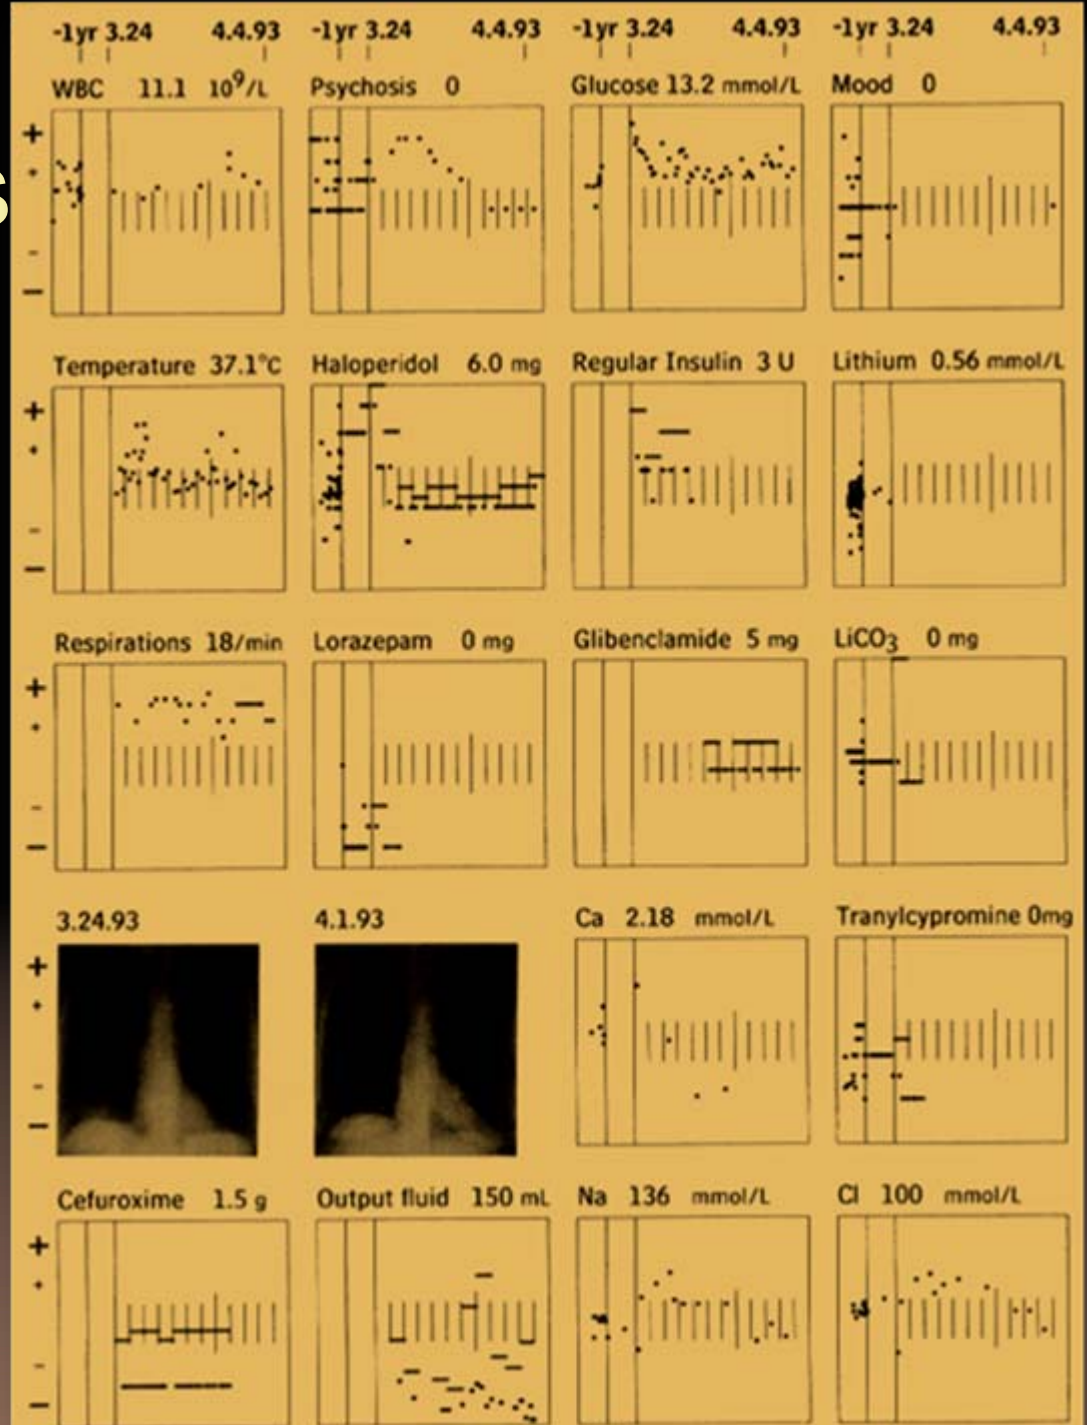 -1yr 3.24 4.4.93 -1yr 3.24 4.4.93 -1yr 3.24 4.4.93 -1yr 3.24 4.4.93
WBC 11.1 10⁹/L Psychosis 0 Glucose 13.2 mmol/L Mood 0
+
-
–
s
Temperature 37.1°C Haloperidol 6.0 mg Regular Insulin 3 U Lithium 0.56 mmol/L
+
-
–
Respirations 18/min Lorazepam 0 mg Glibenclamide 5 mg LiCO₃ 0 mg
+
-
–
3.24.93 4.1.93 Ca 2.18 mmol/L Tranylcypromine 0mg
+
-
–
Cefuroxime 1.5 g Output fluid 150 mL Na 136 mmol/L Cl 100 mmol/L
+
-
–